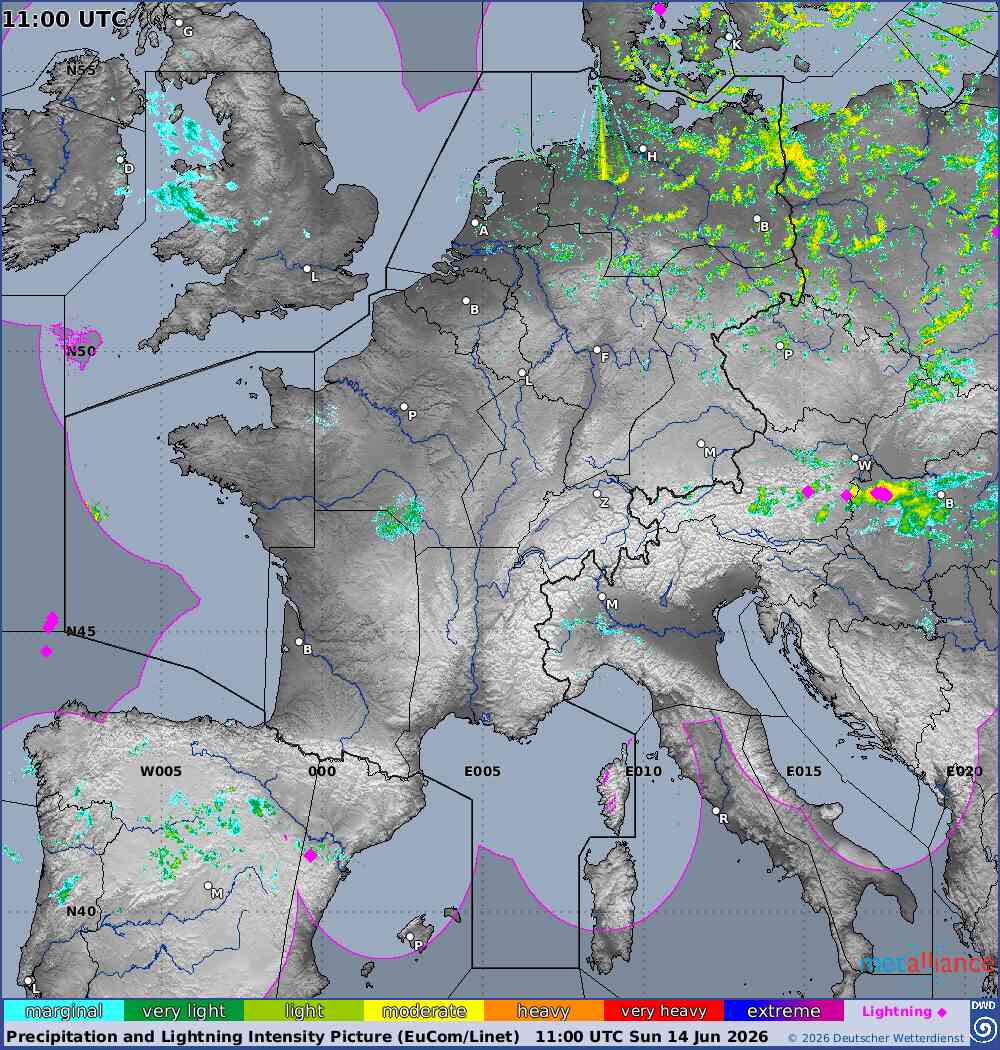 11:00 UTC
G
K
N55
H
D
B
A
L
B
N50
F
P
L
P
M
W
Z
B
M
N45
B
W005 000 E005 E010 E015 E020
R
M
N40
P
metalliance
L
marginal very light light moderate heavy very heavy extreme Lightning
DWD
Precipitation and Lightning Intensity Picture (EuCom/Linet) 11:00 UTC Sun 14 Jun 2026 © 2026 Deutscher Wetterdienst